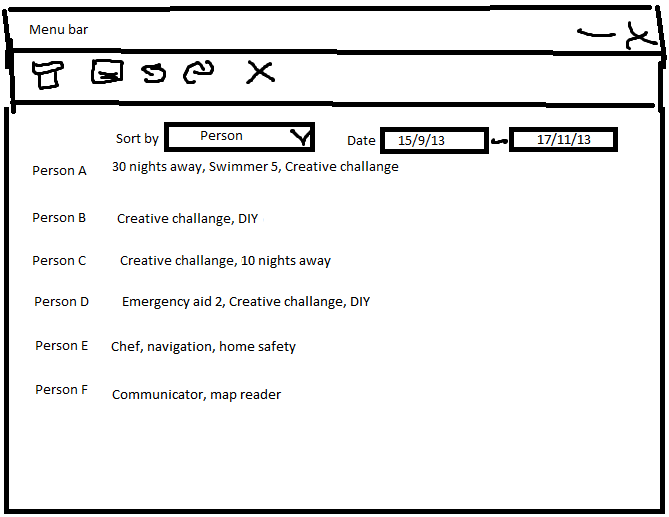 Menu bar
Sort by Person Date 15/9/13 - 17/11/13
Person A 30 nights away, Swimmer 5, Creative challange
Person B Creative challange, DIY
Person C Creative challange, 10 nights away
Person D Emergency aid 2, Creative challange, DIY
Person E Chef, navigation, home safety
Person F Communicator, map reader